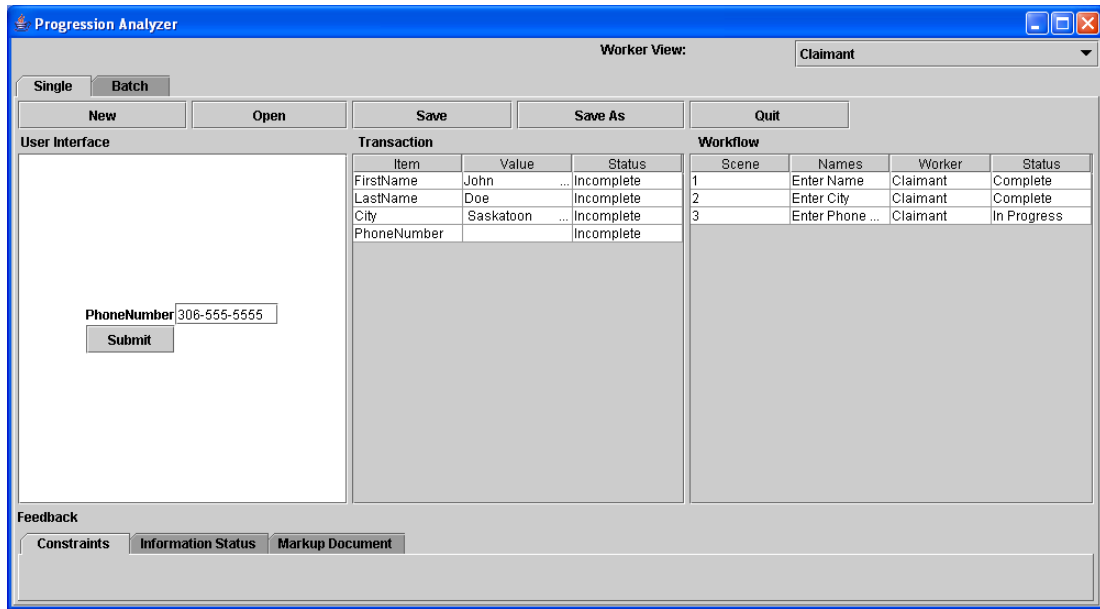 Progression Analyzer
Worker View: Claimant
Single Batch
New Open Save Save As Quit
User Interface Transaction Workflow
Item Value Status Scene Names Worker Status
FirstName John ... Incomplete 1 Enter Name Claimant Complete
LastName Doe Incomplete 2 Enter City Claimant Complete
City Saskatoon ... Incomplete 3 Enter Phone ... Claimant In Progress
PhoneNumber Incomplete
PhoneNumber 306-555-5555
Submit
Feedback
Constraints Information Status Markup Document